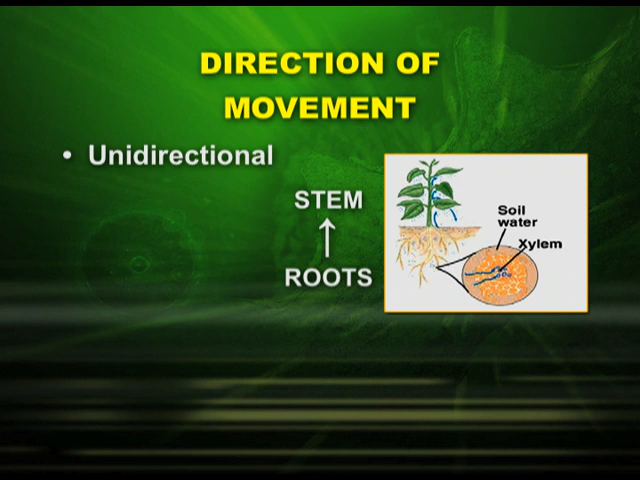 DIRECTION OF
MOVEMENT
• Unidirectional
STEM
↑
ROOTS
Soil
water
Xylem